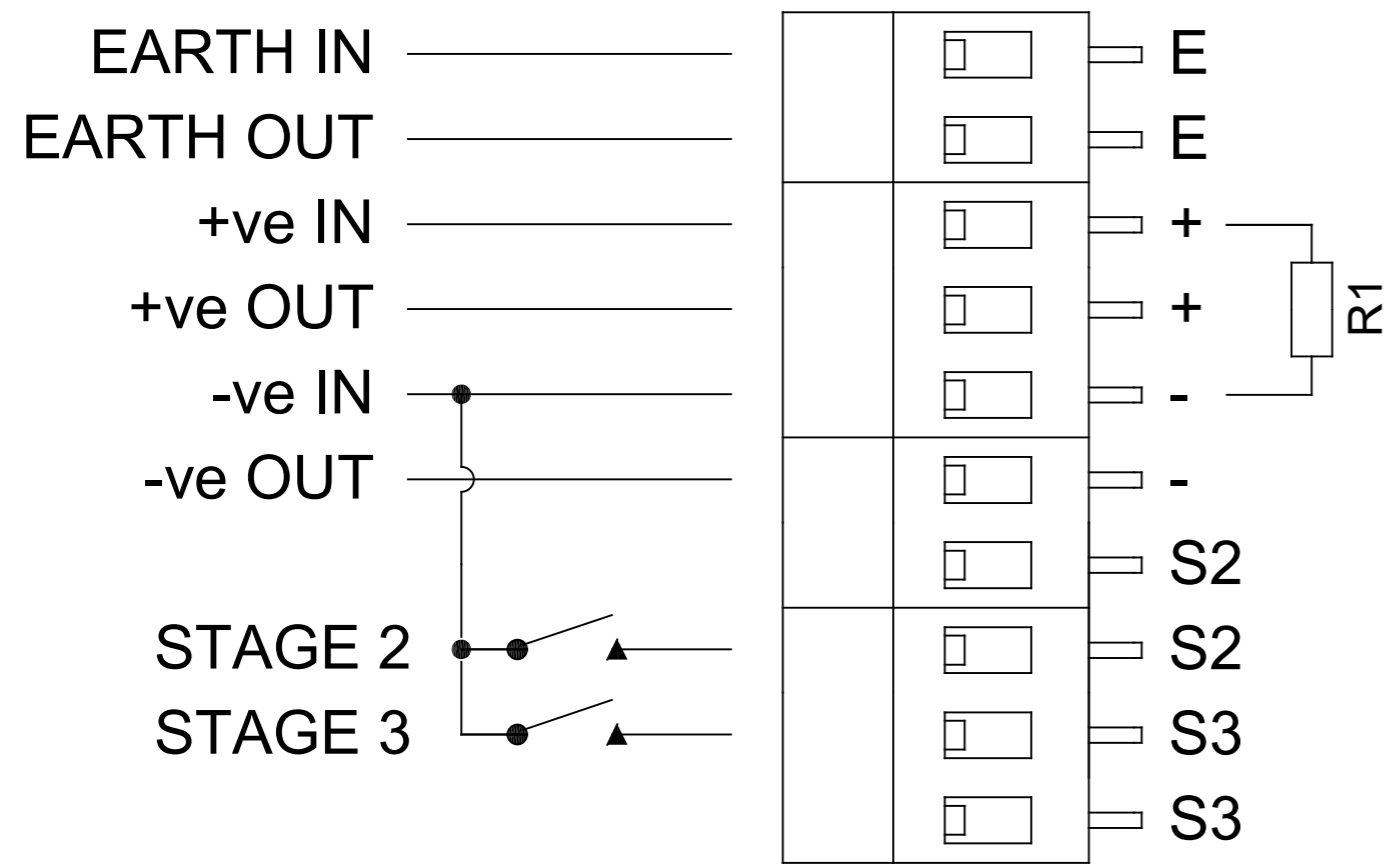 EARTH IN E
EARTH OUT E
+ve IN +
+ve OUT +
R1
-ve IN -
-ve OUT -
S2
STAGE 2 S2
STAGE 3 S3
S3